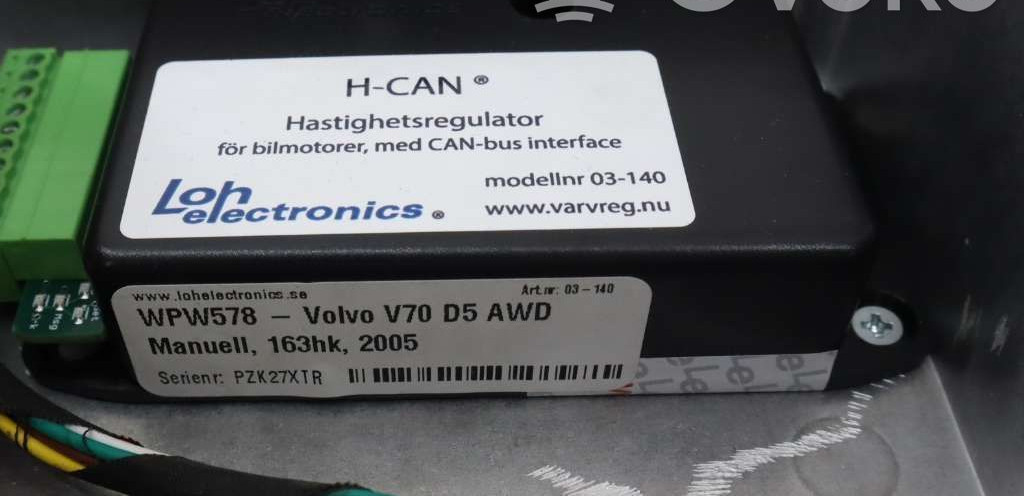 H-CAN ®
Hastighetsregulator
för bilmotorer, med CAN-bus interface
modellnr 03-140
Loh electronics ®
www.varvreg.nu
www.lohelectronics.se
Art.nr: 03-140
WPW578 - Volvo V70 D5 AWD
Manuell, 163hk, 2005
Serienr: PZK27XTR